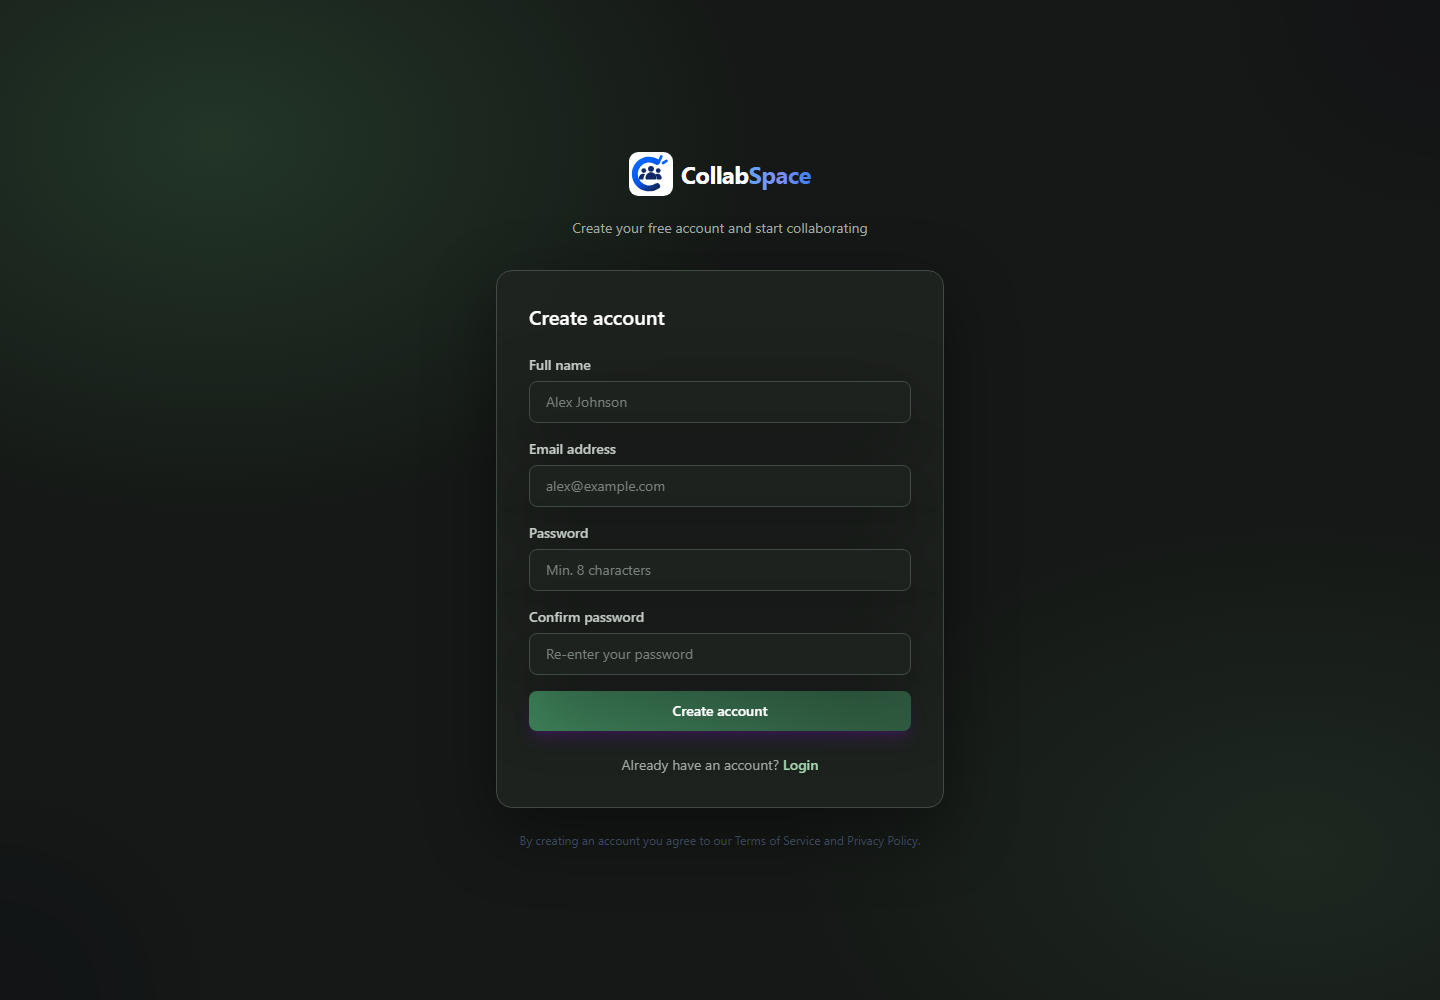 CollabSpace
Create your free account and start collaborating
Create account
Full name
Alex Johnson
Email address
alex@example.com
Password
Min. 8 characters
Confirm password
Re-enter your password
Create account
Already have an account? Login
By creating an account you agree to our Terms of Service and Privacy Policy.